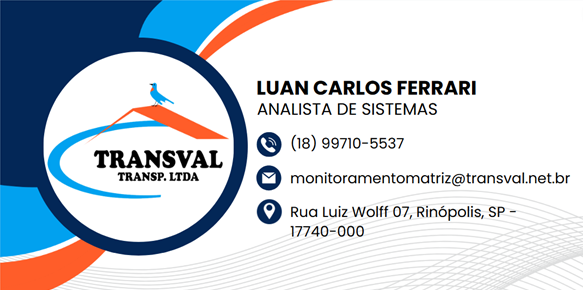 TRANSVAL
TRANSP. LTDA
LUAN CARLOS FERRARI
ANALISTA DE SISTEMAS
(18) 99710-5537
monitoramentomatriz@transval.net.br
Rua Luiz Wolff 07, Rinópolis, SP -
17740-000